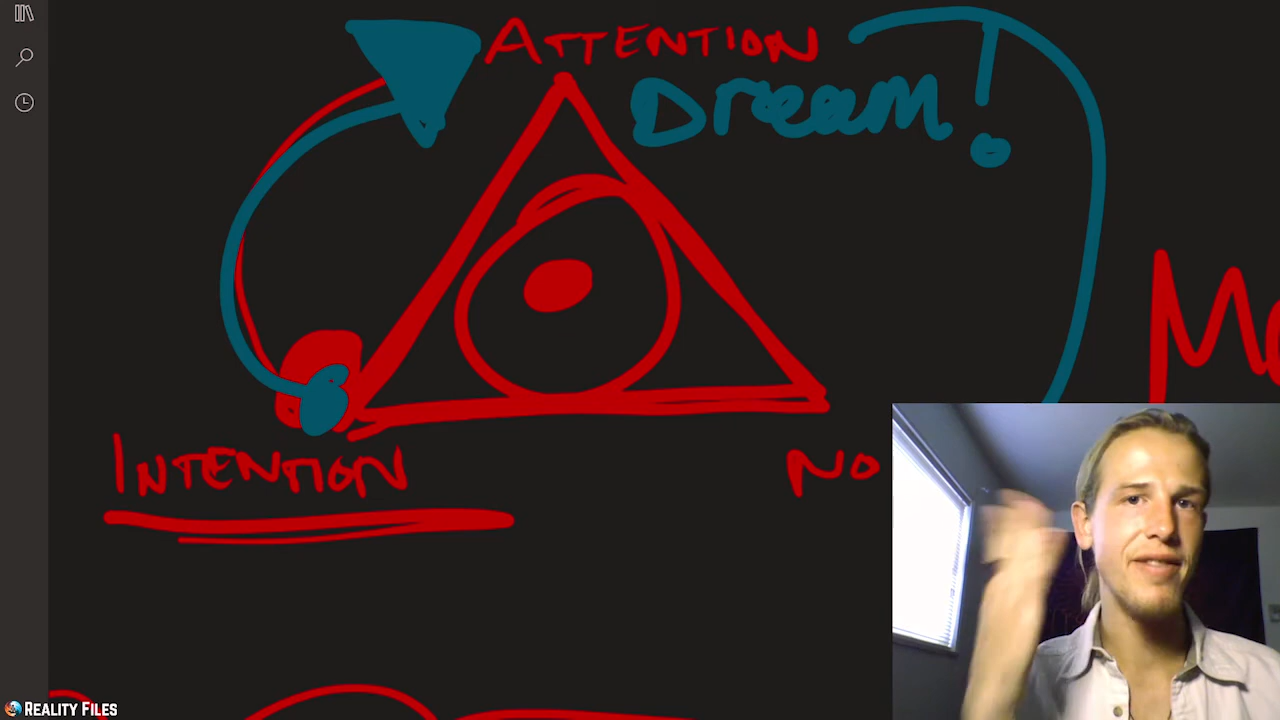 ATTENTION
Dream!
INTENTION
NO
REALITY FILES